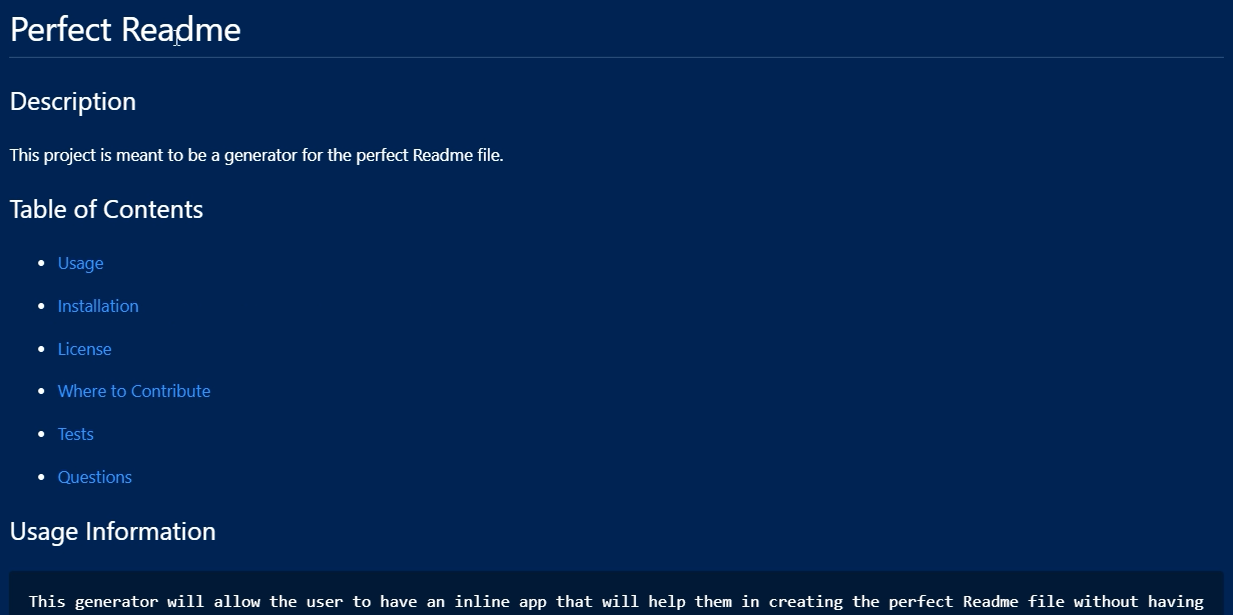 Perfect Readme
Description
This project is meant to be a generator for the perfect Readme file.
Table of Contents
Usage
Installation
License
Where to Contribute
Tests
Questions
Usage Information
This generator will allow the user to have an inline app that will help them in creating the perfect Readme file without having